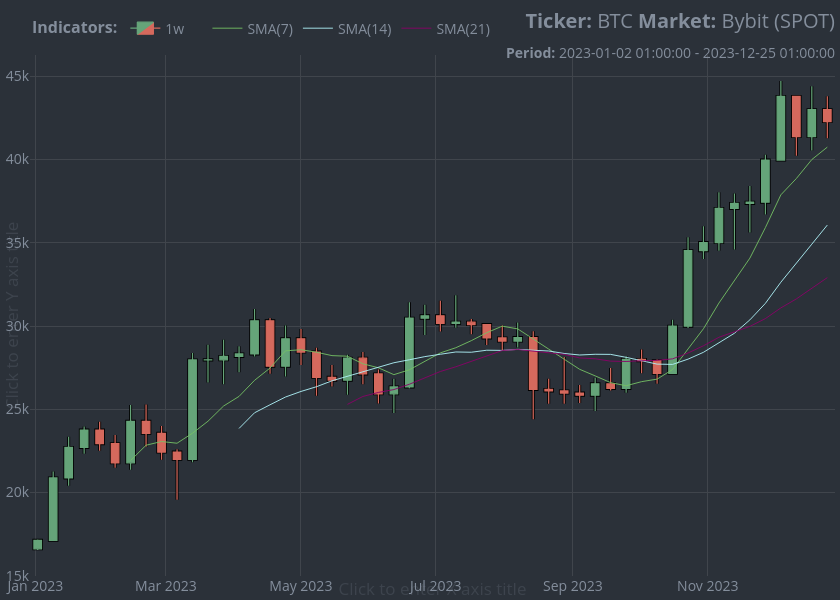 Indicators: 1w SMA(7) SMA(14) SMA(21)
Ticker: BTC Market: Bybit (SPOT)
Period: 2023-01-02 01:00:00 - 2023-12-25 01:00:00
45k
40k
35k
30k
25k
20k
15k
Click to enter Y axis title
Jan 2023 Mar 2023 May 2023 Jul 2023 Sep 2023 Nov 2023
Click to enter X axis title